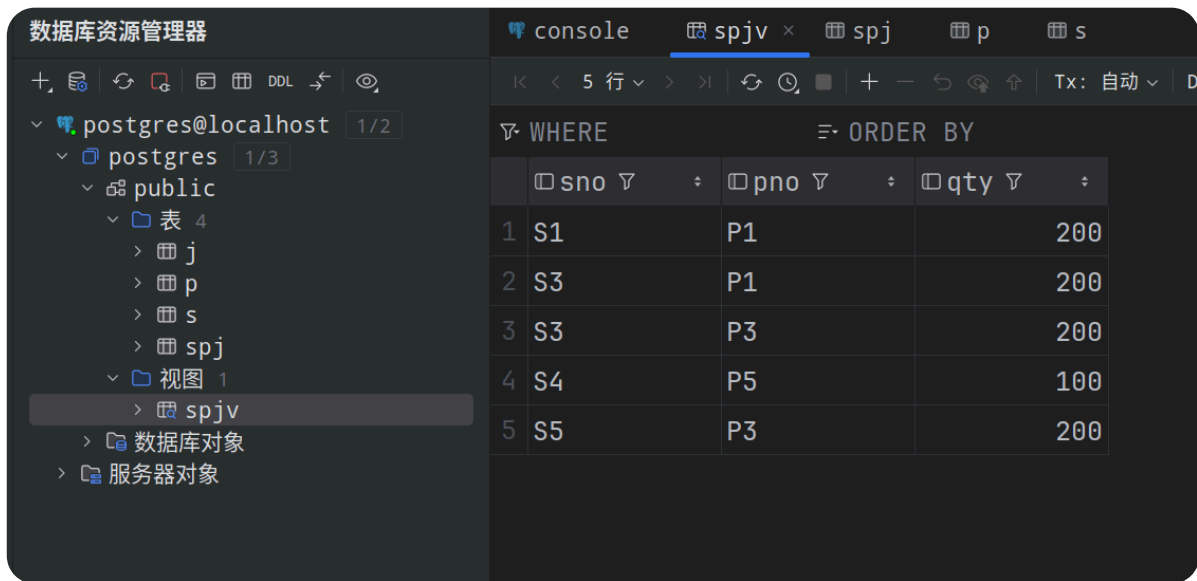 数据库资源管理器
DDL
postgres@localhost 1/2
postgres 1/3
public
表 4
j
p
s
spj
视图 1
spjv
数据库对象
服务器对象
console spjv × spj p s
5 行 Tx: 自动 D
WHERE ORDER BY
sno pno qty
1 S1 P1 200
2 S3 P1 200
3 S3 P3 200
4 S4 P5 100
5 S5 P3 200